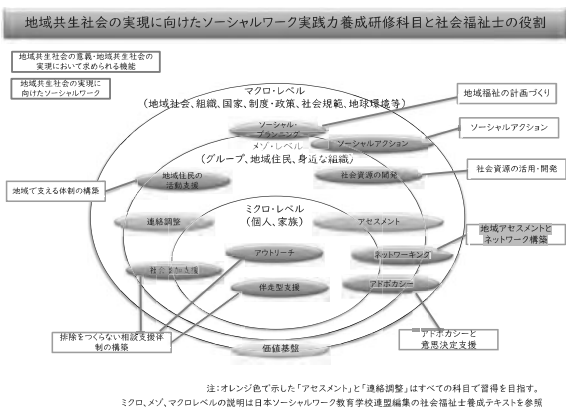 地域共生社会の実現に向けたソーシャルワーク実践力養成研修科目と社会福祉士の役割
地域共生社会の意義・地域共生社会の
実現において求められる機能
地域共生社会の実現に
向けたソーシャルワーク
マクロ・レベル
(地域社会、組織、国家、制度・政策、社会規範、地球環境等)
地域福祉の計画づくり
ソーシャル・
プランニング
ソーシャルアクション
ソーシャルアクション
メゾ・レベル
(グループ、地域住民、身近な組織)
地域住民の
活動支援
社会資源の開発
社会資源の活用・開発
地域で支える体制の構築
ミクロ・レベル
(個人、家族)
連絡調整
アセスメント
地域アセスメントと
ネットワーク構築
アウトリーチ
ネットワーキング
社会参加支援
伴走型支援
アドボカシー
排除をつくらない相談支援体
制の構築
アドボカシーと
意思決定支援
価値基盤
注:オレンジ色で示した「アセスメント」と「連絡調整」はすべての科目で習得を目指す。
ミクロ、メゾ、マクロレベルの説明は日本ソーシャルワーク教育学校連盟編集の社会福祉士養成テキストを参照